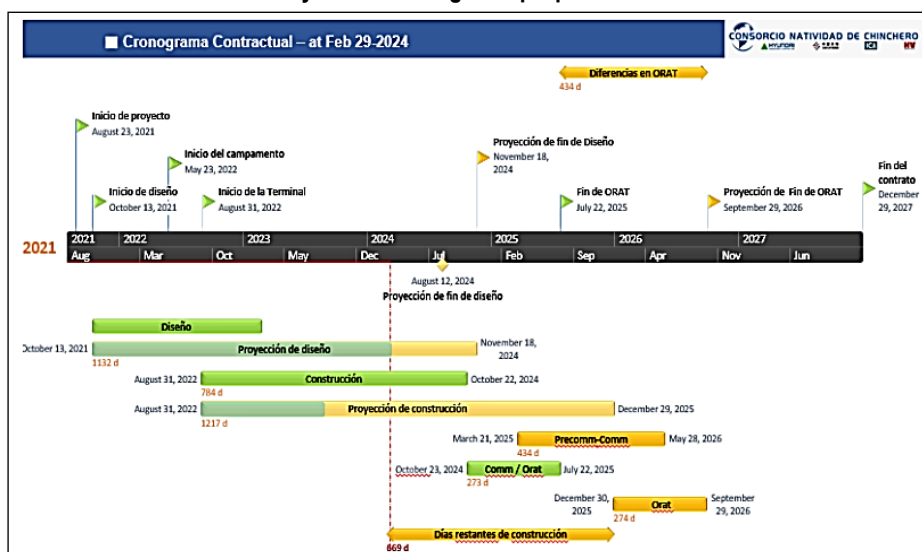 Cronograma Contractual – at Feb 29-2024
CONSORCIO NATIVIDAD DE CHINCHERO
HYUNDAI
ICA
HV
Diferencias en ORAT
434 d
Inicio de proyecto
August 23, 2021
Inicio del campamento
May 23, 2022
Inicio de diseño
October 13, 2021
Inicio de la Terminal
August 31, 2022
Proyección de fin de Diseño
November 18,
2024
Fin de ORAT
July 22, 2025
Proyección de Fin de ORAT
September 29, 2026
Fin del
contrato
December
29, 2027
2021
2021 2022 2023 2024 2025 2026 2027
Aug Mar Oct May Dec Jul Feb Sep Apr Nov Jun
August 12, 2024
Proyección de fin de diseño
Diseño
October 13, 2021 Proyección de diseño November 18,
2024
1132 d
August 31, 2022 Construcción October 22, 2024
784 d
August 31, 2022 Proyección de construcción December 29, 2025
1217 d
March 21, 2025 Precomm-Comm May 28, 2026
434 d
October 23, 2024 Comm / Orat July 22, 2025
273 d
December 30,
2025
Orat
September
29, 2026
274 d
Días restantes de construcción
669 d